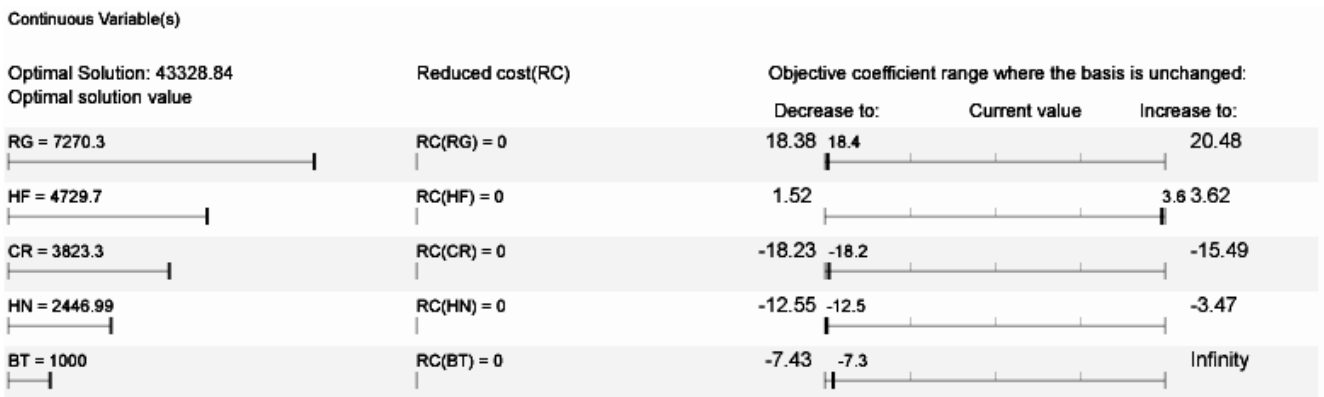 Continuous Variable(s)
Optimal Solution: 43328.84 Reduced cost(RC) Objective coefficient range where the basis is unchanged:
Optimal solution value
Decrease to: Current value Increase to:
RG = 7270.3 RC(RG) = 0 18.38 18.4 20.48
HF = 4729.7 RC(HF) = 0 1.52 3.6 3.62
CR = 3823.3 RC(CR) = 0 -18.23 -18.2 -15.49
HN = 2446.99 RC(HN) = 0 -12.55 -12.5 -3.47
BT = 1000 RC(BT) = 0 -7.43 -7.3 Infinity